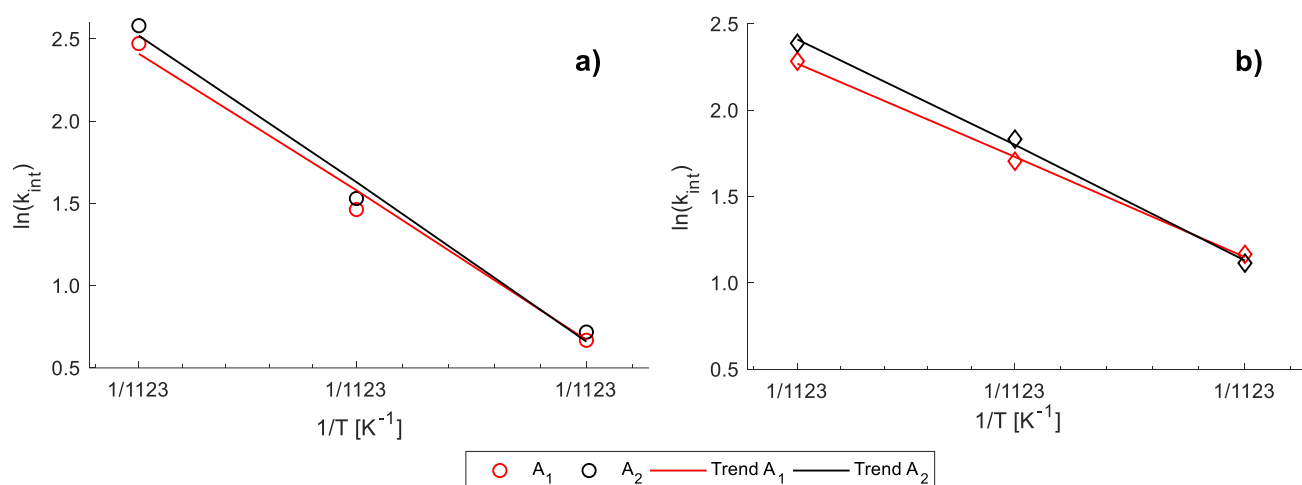 a)
2.5
2.0
1.5
1.0
0.5
ln(k_int)
1/1123 1/1123 1/1123
1/T [K^-1]
b)
2.5
2.0
1.5
1.0
0.5
ln(k_int)
1/1123 1/1123 1/1123
1/T [K^-1]
A_1 A_2 Trend A_1 Trend A_2